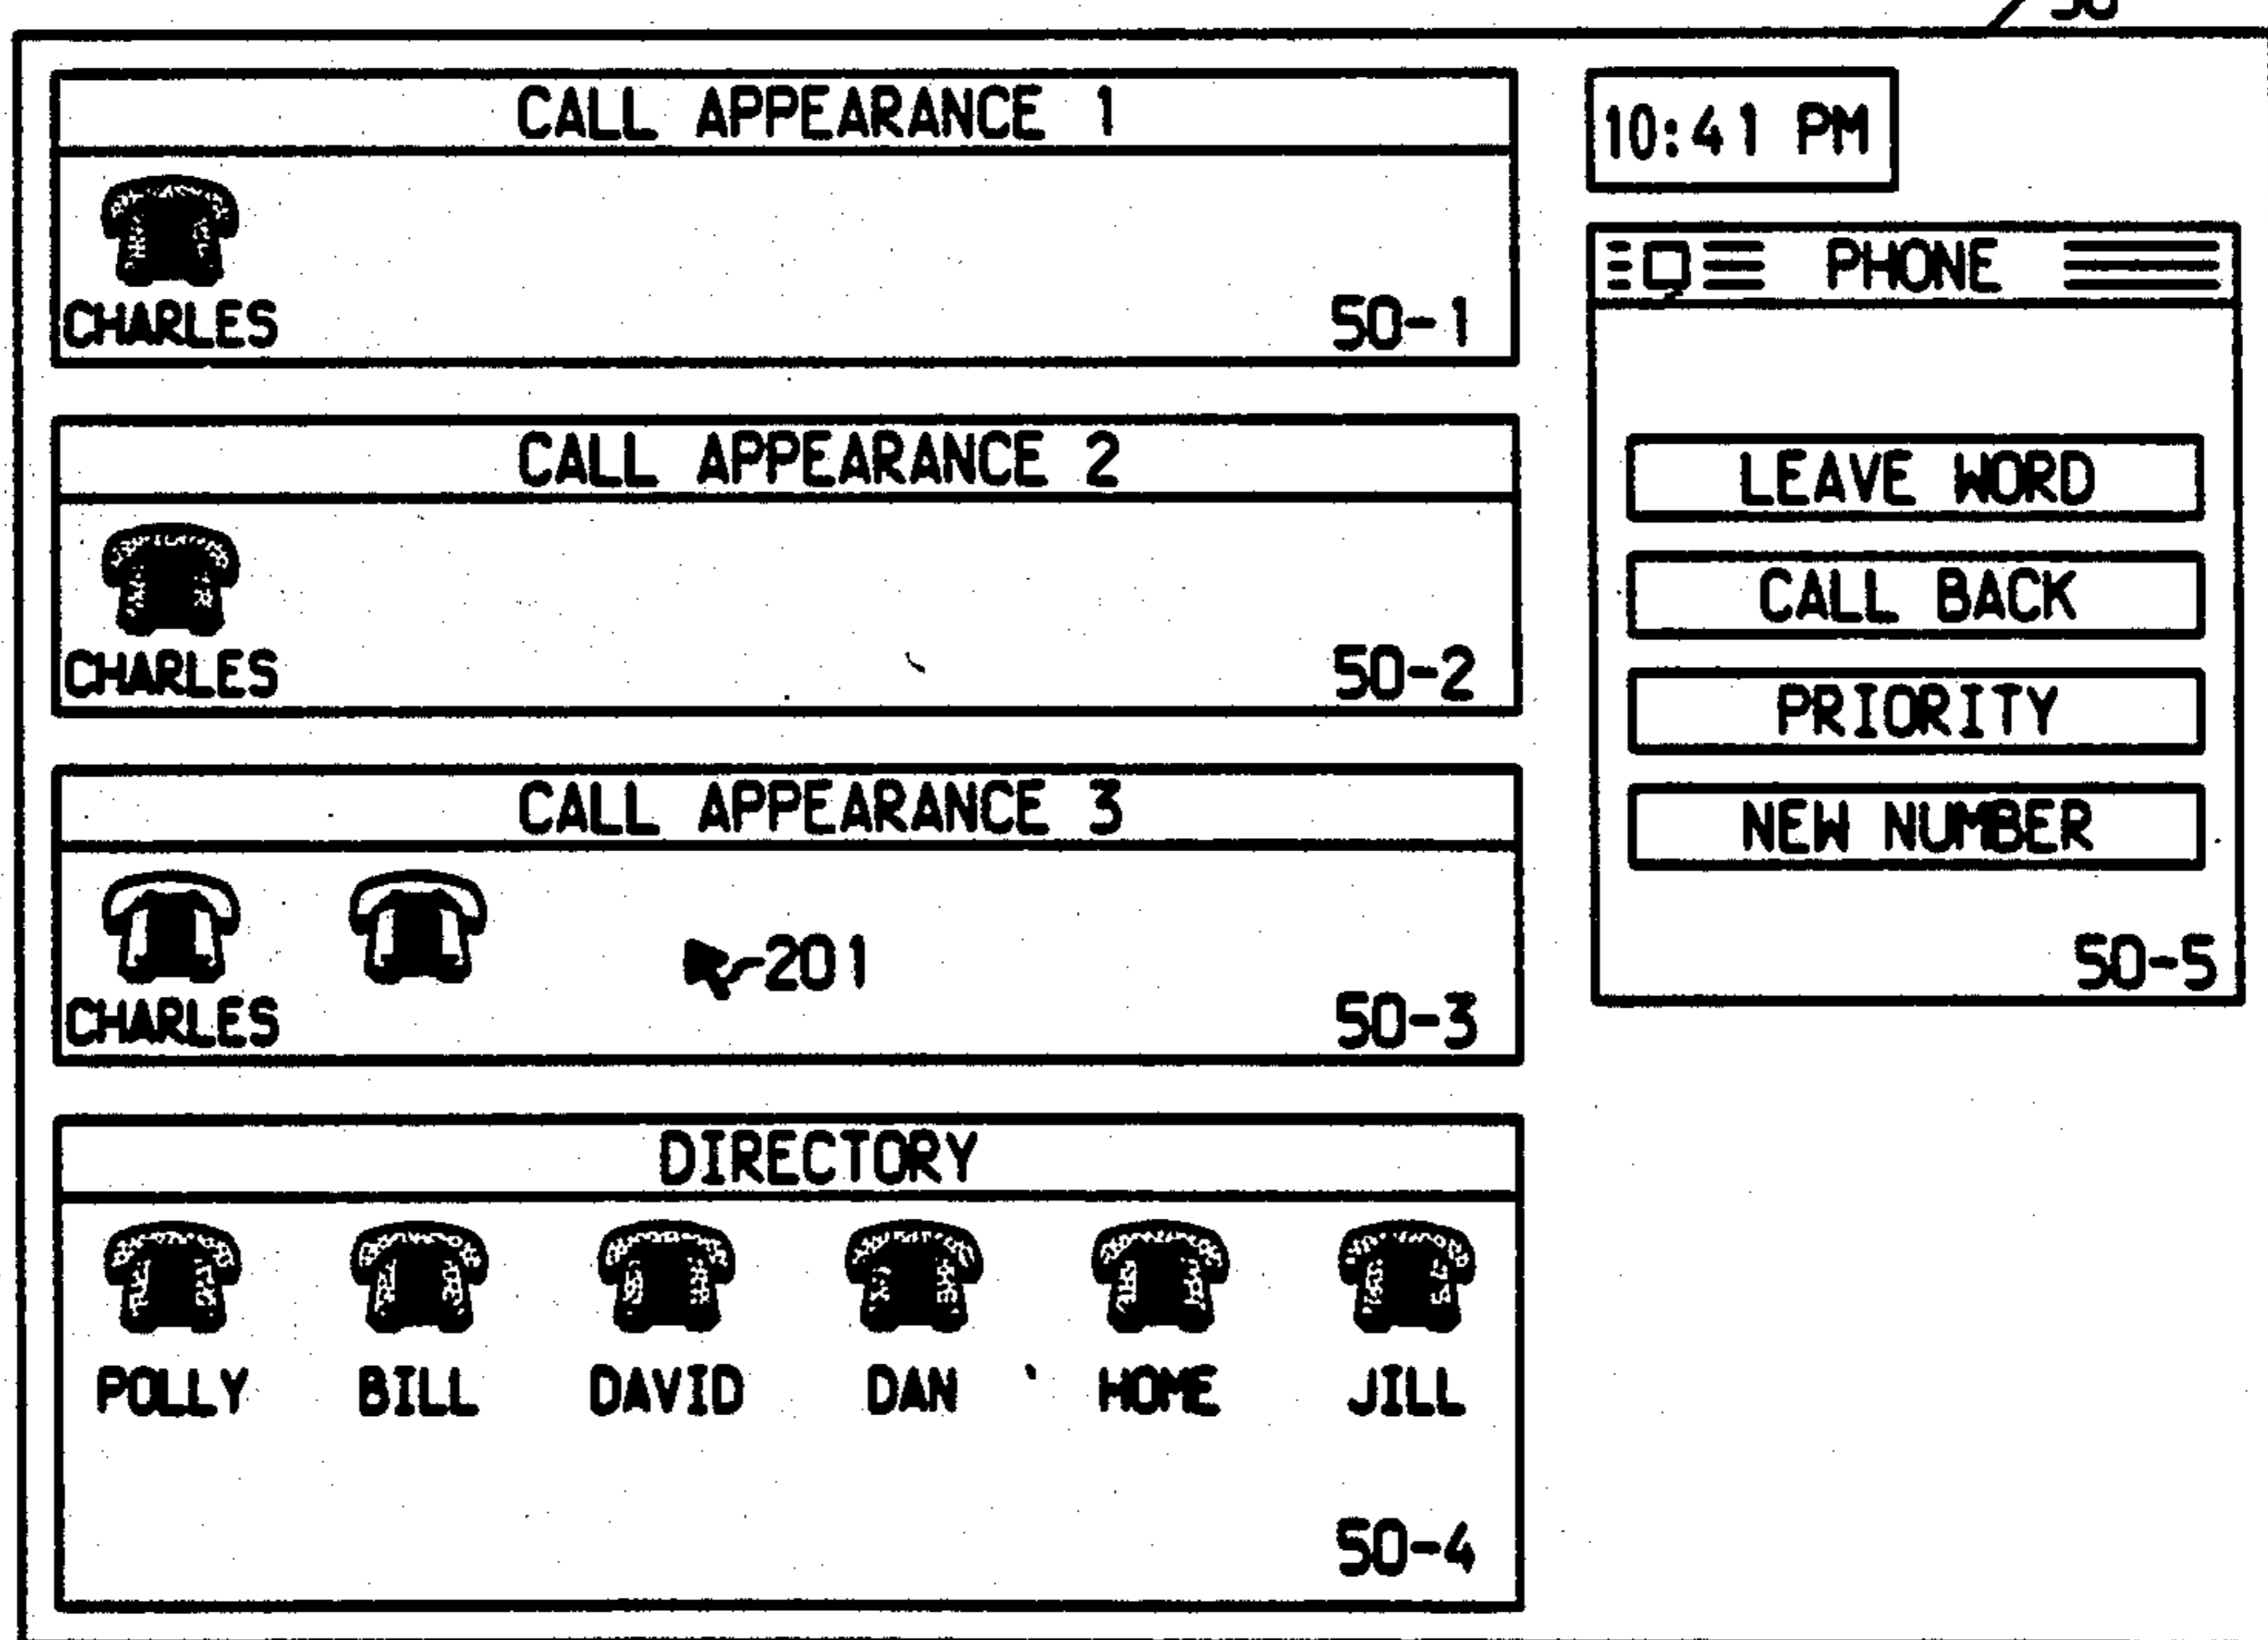 CALL APPEARANCE 1
CHARLES
50-1
CALL APPEARANCE 2
CHARLES
50-2
CALL APPEARANCE 3
201
CHARLES
50-3
DIRECTORY
POLLY BILL DAVID DAN HOME JILL
50-4
10:41 PM
PHONE
LEAVE WORD
CALL BACK
PRIORITY
NEW NUMBER
50-5